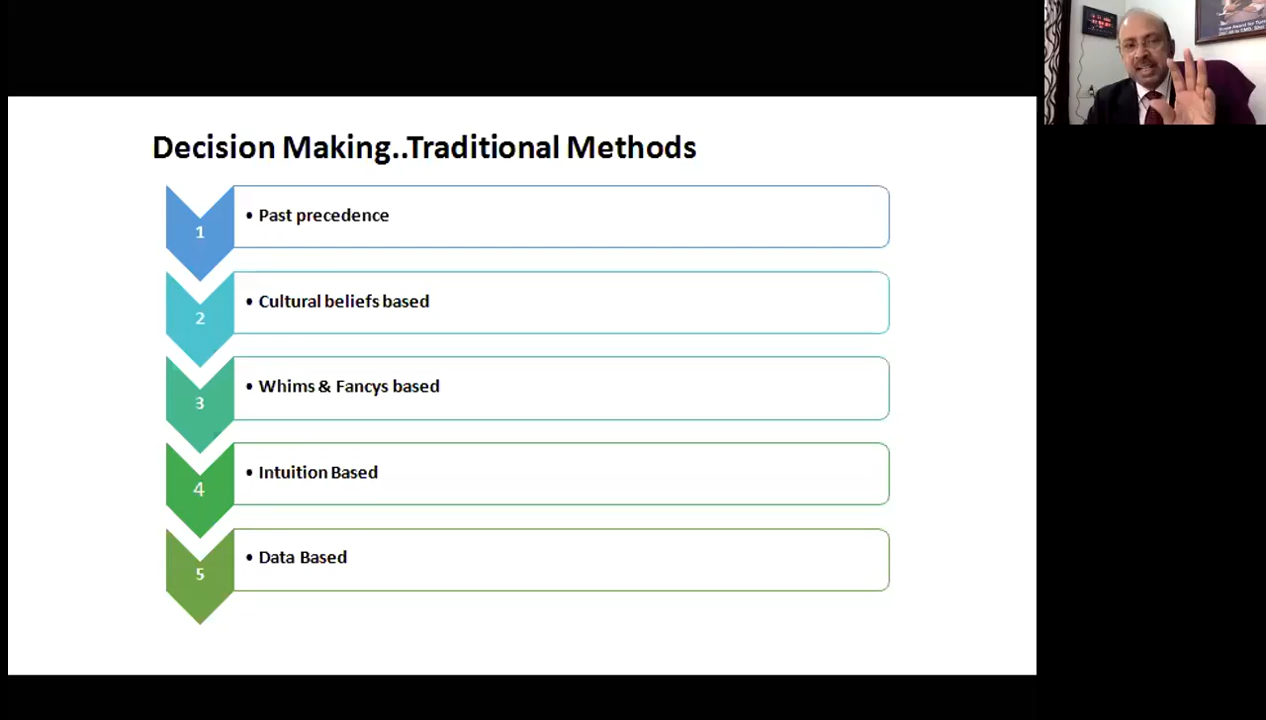 Decision Making..Traditional Methods
1
• Past precedence
2
• Cultural beliefs based
3
• Whims & Fancys based
4
• Intuition Based
5
• Data Based